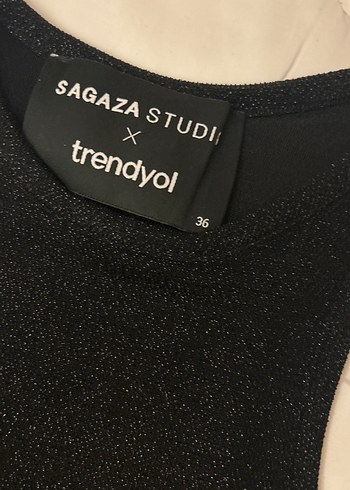 SAGAZA STUDI
×
trendyol
36